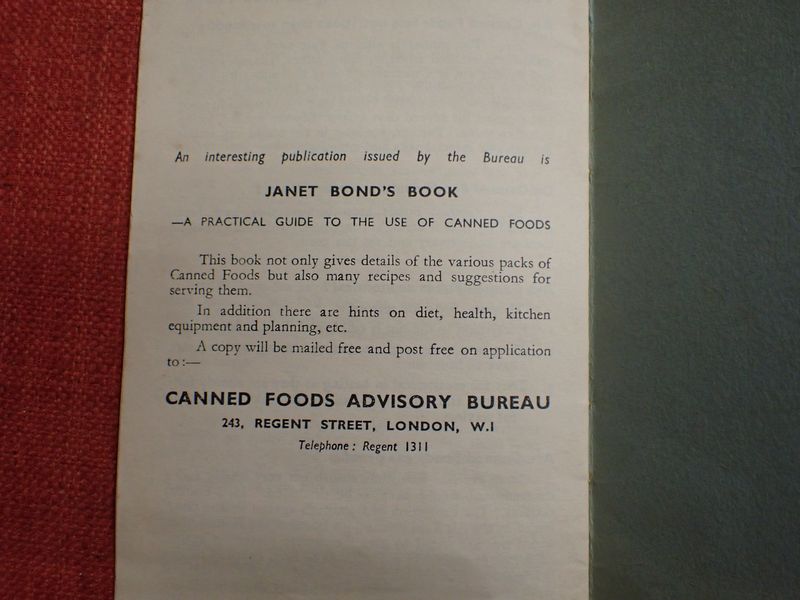 An interesting publication issued by the Bureau is
JANET BOND'S BOOK
—A PRACTICAL GUIDE TO THE USE OF CANNED FOODS
This book not only gives details of the various packs of
Canned Foods but also many recipes and suggestions for
serving them.
In addition there are hints on diet, health, kitchen
equipment and planning, etc.
A copy will be mailed free and post free on application
to :—
CANNED FOODS ADVISORY BUREAU
243, REGENT STREET, LONDON, W.1
Telephone : Regent 1311